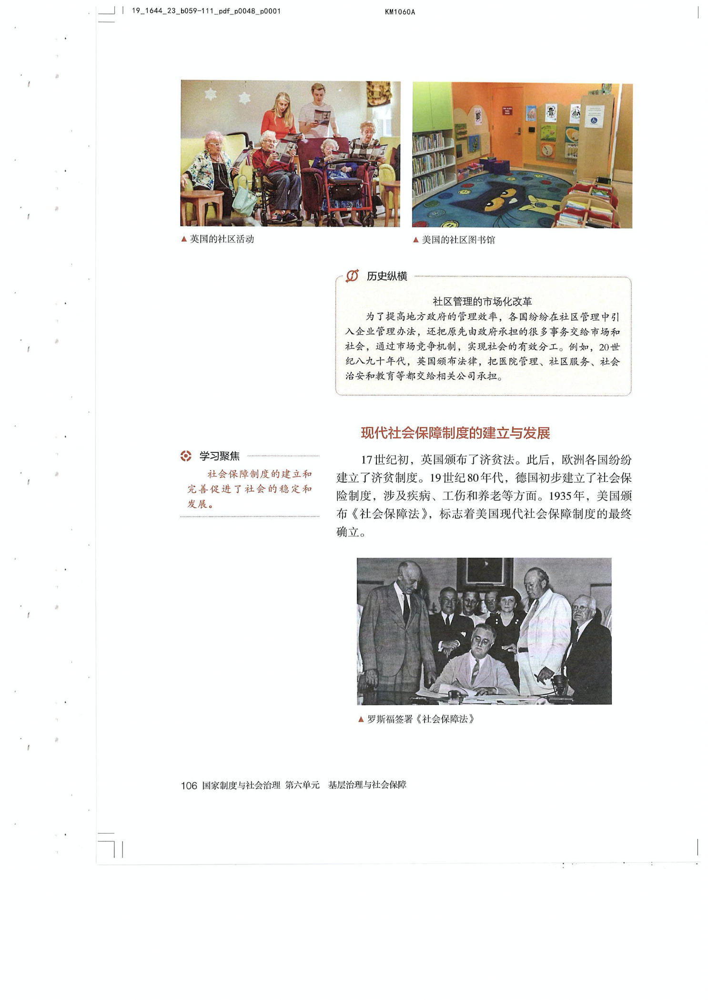 19_1644_23_b059-111_pdf_p0048_p0001
KM1060A
▲ 英国的社区活动
▲ 美国的社区图书馆
历史纵横
社区管理的市场化改革
为了提高地方政府的管理效率，各国纷纷在社区管理中引
入企业管理办法，还把原先由政府承担的很多事务交给市场和
社会，通过市场竞争机制，实现社会的有效分工。例如，20世
纪八九十年代，英国颁布法律，把医院管理、社区服务、社会
治安和教育等都交给相关公司承担。
现代社会保障制度的建立与发展
学习聚焦
社会保障制度的建立和
完善促进了社会的稳定和
发展。
17世纪初，英国颁布了济贫法。此后，欧洲各国纷纷
建立了济贫制度。19世纪80年代，德国初步建立了社会保
险制度，涉及疾病、工伤和养老等方面。1935年，美国颁
布《社会保障法》，标志着美国现代社会保障制度的最终
确立。
▲ 罗斯福签署《社会保障法》
106 国家制度与社会治理 第六单元 基层治理与社会保障